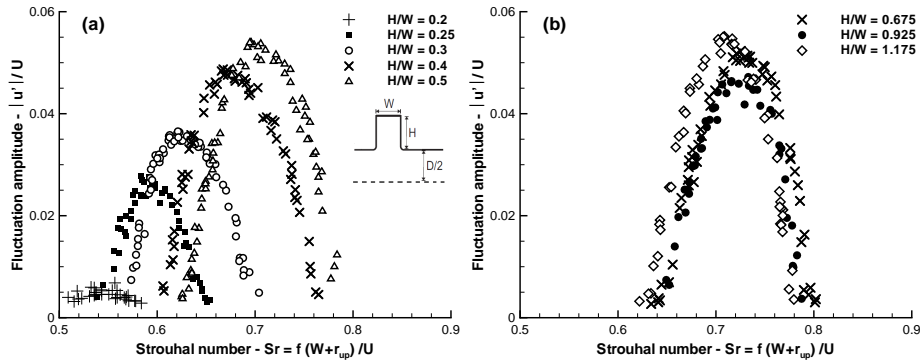 (a)
H/W = 0.2
H/W = 0.25
H/W = 0.3
H/W = 0.4
H/W = 0.5
W
H
D/2
Fluctuation amplitude - |u'| / U
0.06
0.04
0.02
0
0.5 0.6 0.7 0.8 0.9
Strouhal number - Sr = f (W+r_up) /U
(b)
H/W = 0.675
H/W = 0.925
H/W = 1.175
Fluctuation amplitude - |u'| / U
0.06
0.04
0.02
0
0.5 0.6 0.7 0.8 0.9
Strouhal number - Sr = f (W+r_up) /U